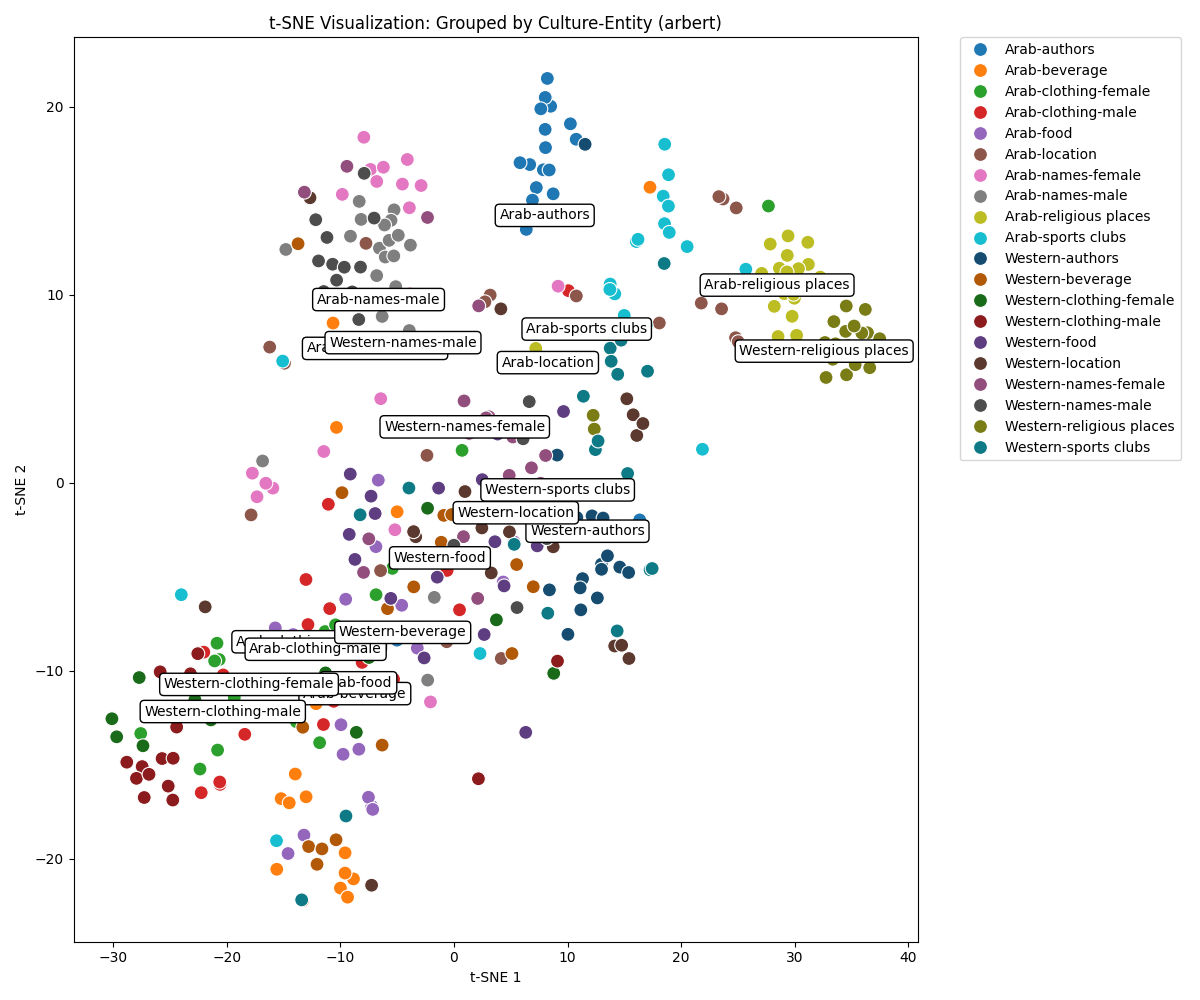 t-SNE Visualization: Grouped by Culture-Entity (arbert)
t-SNE 2
20
10
0
−10
−20
−30
−20
−10
0
10
20
30
40
t-SNE 1
Arab-authors
Arab-religious places
Arab-names-male
Arab-sports clubs
Western-names-male
Western-religious places
Arab-location
Western-names-female
Western-sports clubs
Western-location
Western-authors
Western-food
Western-beverage
Arab-clothing-male
Western-clothing-female
Western-clothing-male
Arab-authors
Arab-beverage
Arab-clothing-female
Arab-clothing-male
Arab-food
Arab-location
Arab-names-female
Arab-names-male
Arab-religious places
Arab-sports clubs
Western-authors
Western-beverage
Western-clothing-female
Western-clothing-male
Western-food
Western-location
Western-names-female
Western-names-male
Western-religious places
Western-sports clubs